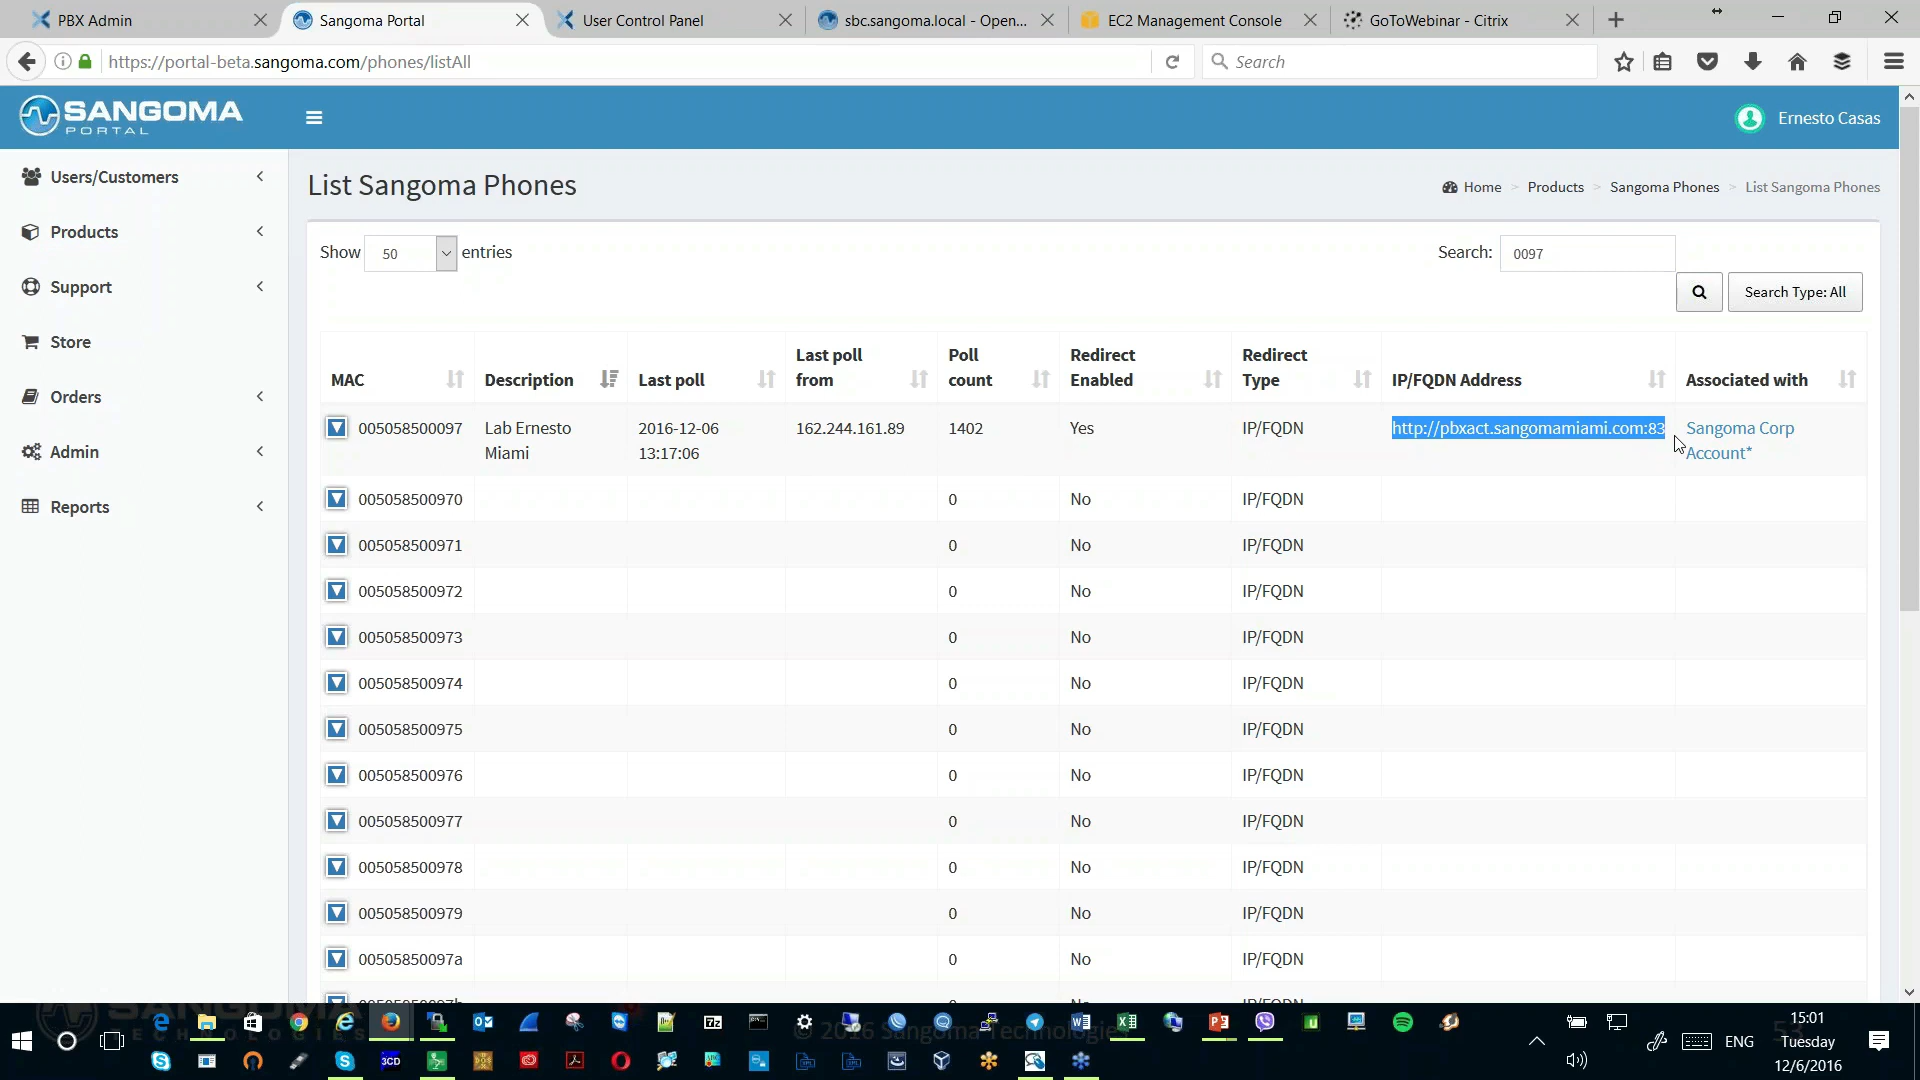 PBX Admin
Sangoma Portal
User Control Panel
sbc.sangoma.local - Open...
EC2 Management Console
GoToWebinar - Citrix
https://portal-beta.sangoma.com/phones/listAll
Search
SANGOMA
PORTAL
Ernesto Casas
Users/Customers
Products
Support
Store
Orders
Admin
Reports
List Sangoma Phones
Home > Products > Sangoma Phones > List Sangoma Phones
Show 50 entries
Search: 0097
Search Type: All
MAC Description Last poll Last poll from Poll count Redirect Enabled Redirect Type IP/FQDN Address Associated with
005058500097 Lab Ernesto Miami 2016-12-06 13:17:06 162.244.161.89 1402 Yes IP/FQDN http://pbxact.sangomamiami.com:83 Sangoma Corp Account*
005058500970 0 No IP/FQDN
005058500971 0 No IP/FQDN
005058500972 0 No IP/FQDN
005058500973 0 No IP/FQDN
005058500974 0 No IP/FQDN
005058500975 0 No IP/FQDN
005058500976 0 No IP/FQDN
005058500977 0 No IP/FQDN
005058500978 0 No IP/FQDN
005058500979 0 No IP/FQDN
00505850097a 0 No IP/FQDN
SANGOMA
TECHNOLOGIES
© 2016 Sangoma Technologies
53
ENG
15:01
Tuesday
12/6/2016